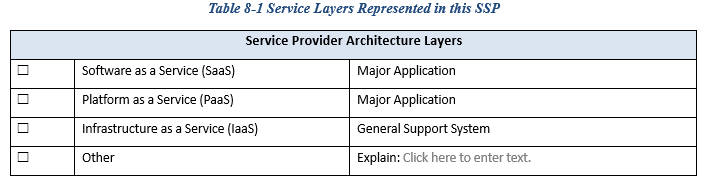 Table 8-1 Service Layers Represented in this SSP
Service Provider Architecture Layers
☐ Software as a Service (SaaS) Major Application
☐ Platform as a Service (PaaS) Major Application
☐ Infrastructure as a Service (IaaS) General Support System
☐ Other Explain: Click here to enter text.